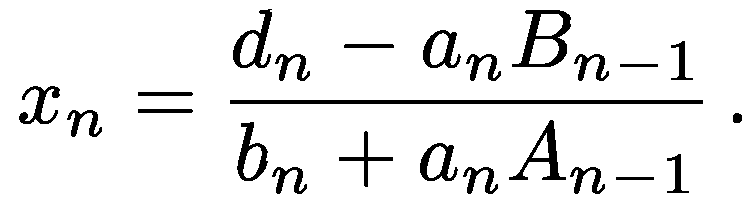 x_n = \frac{d_n - a_n B_{n-1}}{b_n + a_n A_{n-1}} .